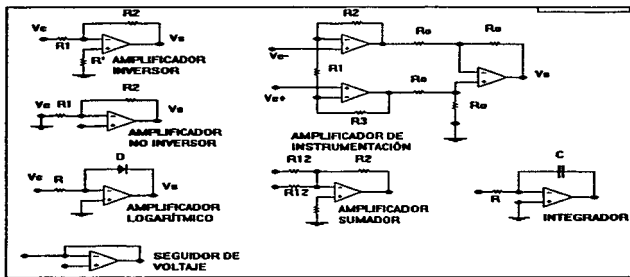 R2
Ve
R1
Vs
R'
AMPLIFICADOR
INVERSOR
R2
Ve R1
Vs
AMPLIFICADOR
NO INVERSOR
D
Ve
R
Vs
AMPLIFICADOR
LOGARÍTMICO
SEGUIDOR DE
VOLTAJE
R2
Ro
Ro
Ve-
R1
Vs
Ve+
Ro
Ro
R3
AMPLIFICADOR DE
INSTRUMENTACIÓN
R12
R2
R12
AMPLIFICADOR
SUMADOR
C
R
INTEGRADOR